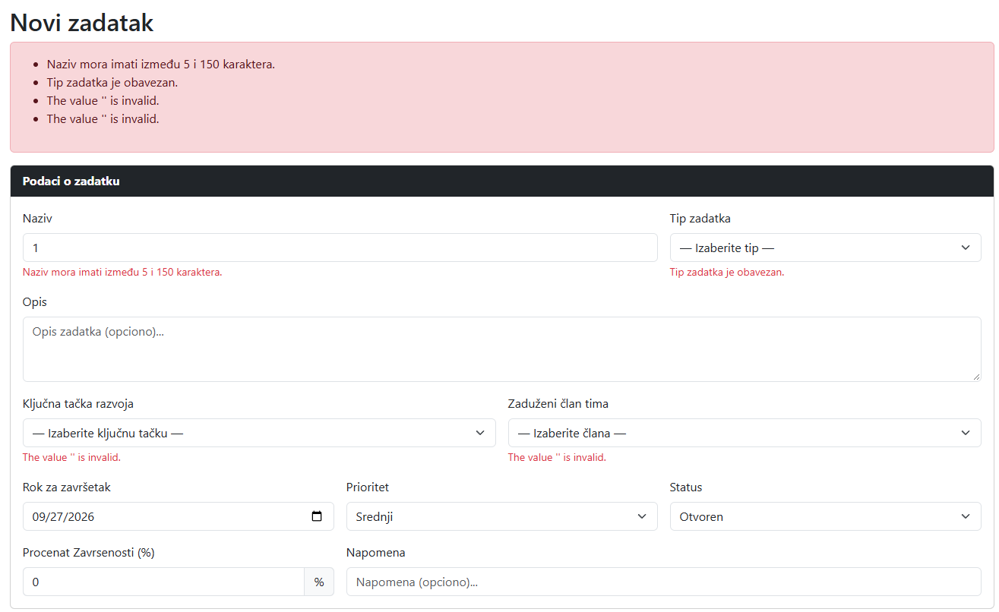 Novi zadatak
Naziv mora imati između 5 i 150 karaktera.
Tip zadatka je obavezan.
The value '' is invalid.
The value '' is invalid.
Podaci o zadatku
Naziv
Tip zadatka
1
— Izaberite tip —
Naziv mora imati između 5 i 150 karaktera.
Tip zadatka je obavezan.
Opis
Opis zadatka (opciono)...
Ključna tačka razvoja
Zaduženi član tima
— Izaberite ključnu tačku —
— Izaberite člana —
The value '' is invalid.
The value '' is invalid.
Rok za završetak
Prioritet
Status
09/27/2026
Srednji
Otvoren
Procenat Zavrsenosti (%)
Napomena
0
%
Napomena (opciono)...